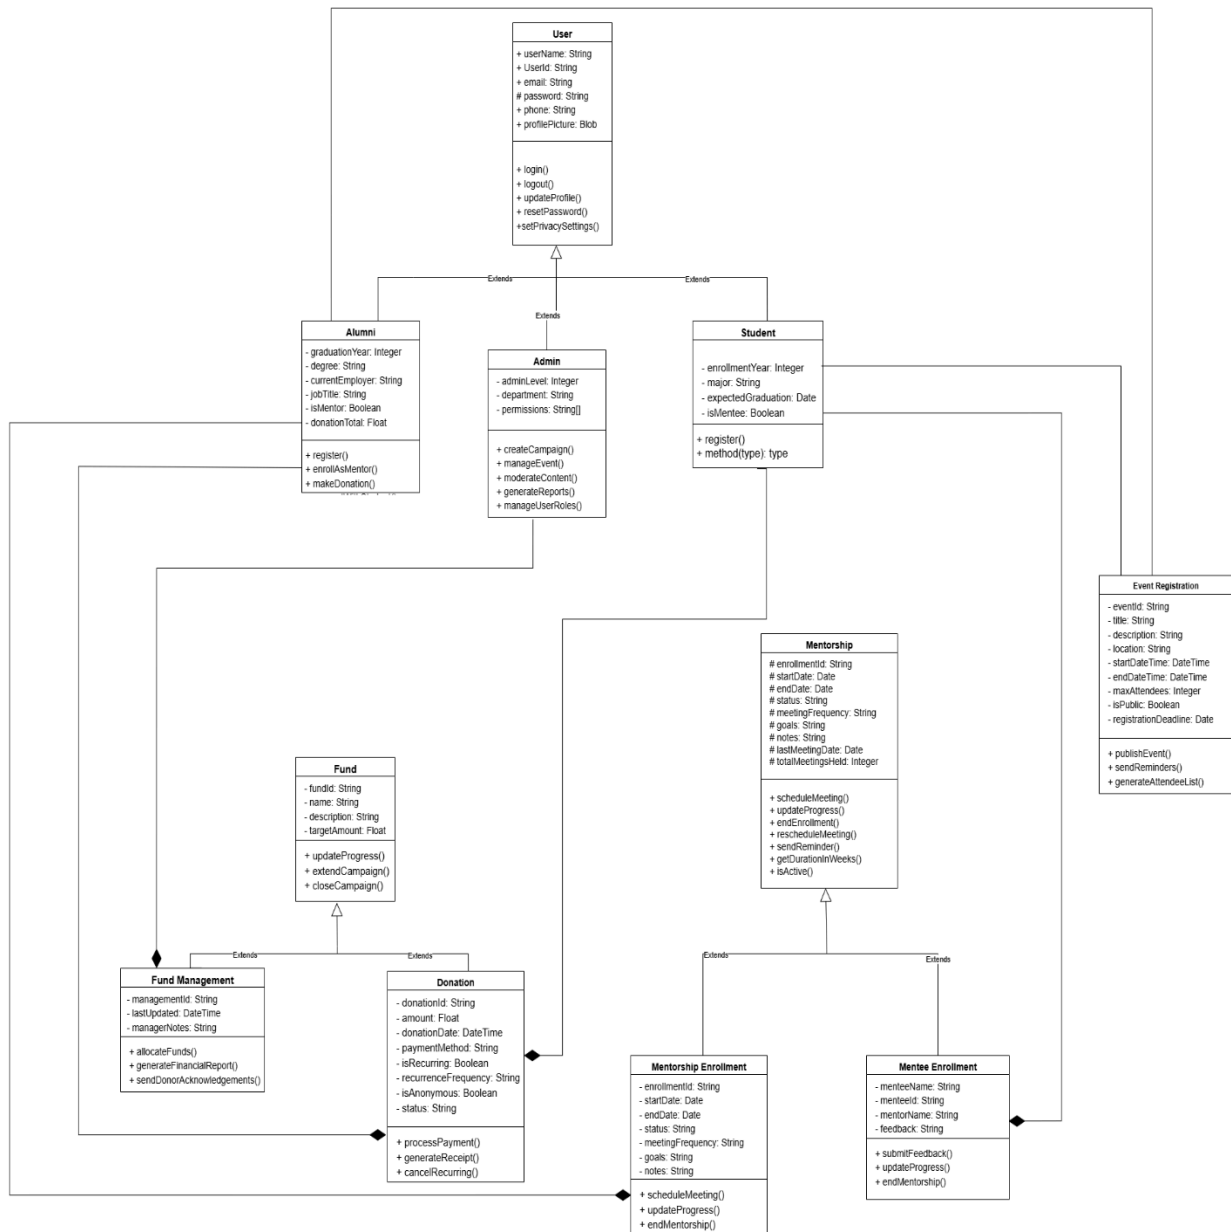 User
+ userName: String
+ UserId: String
+ email: String
# password: String
+ phone: String
+ profilePicture: Blob
+ login()
+ logout()
+ updateProfile()
+ resetPassword()
+setPrivacySettings()
Extends
Extends
Extends
Alumni
- graduationYear: Integer
- degree: String
- currentEmployer: String
- jobTitle: String
- isMentor: Boolean
- donationTotal: Float
+ register()
+ enrollAsMentor()
+ makeDonation()
Admin
- adminLevel: Integer
- department: String
- permissions: String[]
+ createCampaign()
+ manageEvent()
+ moderateContent()
+ generateReports()
+ manageUserRoles()
Student
- enrollmentYear: Integer
- major: String
- expectedGraduation: Date
- isMentee: Boolean
+ register()
+ method(type): type
Event Registration
- eventId: String
- title: String
- description: String
- location: String
- startDateTime: DateTime
- endDateTime: DateTime
- maxAttendees: Integer
- isPublic: Boolean
- registrationDeadline: Date
+ publishEvent()
+ sendReminders()
+ generateAttendeeList()
Mentorship
# enrollmentId: String
# startDate: Date
# endDate: Date
# status: String
# meetingFrequency: String
# goals: String
# notes: String
# lastMeetingDate: Date
# totalMeetingsHeld: Integer
+ scheduleMeeting()
+ updateProgress()
+ endEnrollment()
+ rescheduleMeeting()
+ sendReminder()
+ getDurationInWeeks()
+ isActive()
Fund
- fundId: String
- name: String
- description: String
- targetAmount: Float
+ updateProgress()
+ extendCampaign()
+ closeCampaign()
Extends
Extends
Extends
Extends
Fund Management
- managementId: String
- lastUpdated: DateTime
- managerNotes: String
+ allocateFunds()
+ generateFinancialReport()
+ sendDonorAcknowledgements()
Donation
- donationId: String
- amount: Float
- donationDate: DateTime
- paymentMethod: String
- isRecurring: Boolean
- recurrenceFrequency: String
- isAnonymous: Boolean
- status: String
+ processPayment()
+ generateReceipt()
+ cancelRecurring()
Mentorship Enrollment
- enrollmentId: String
- startDate: Date
- endDate: Date
- status: String
- meetingFrequency: String
- goals: String
- notes: String
+ scheduleMeeting()
+ updateProgress()
+ endMentorship()
Mentee Enrollment
- menteeName: String
- menteeId: String
- mentorName: String
- feedback: String
+ submitFeedback()
+ updateProgress()
+ endMentorship()